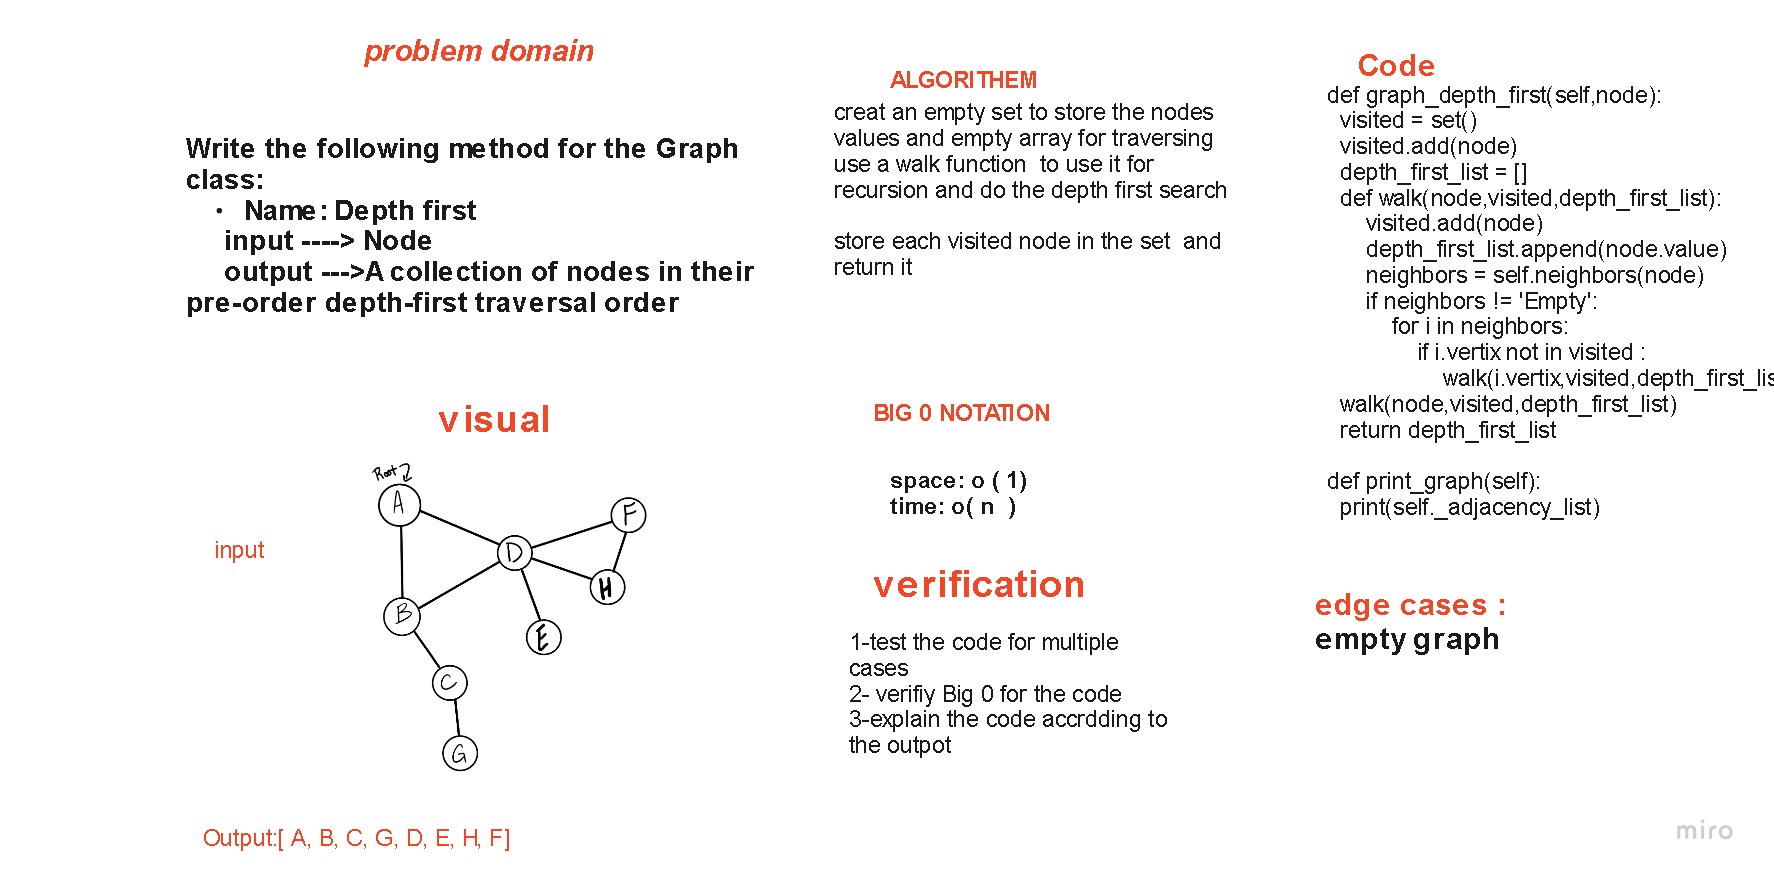 problem domain
Write the following method for the Graph
class:
• Name: Depth first
input ----> Node
output --->A collection of nodes in their
pre-order depth-first traversal order
visual
Root
A
F
D
H
B
E
C
G
input
Output:[ A, B, C, G, D, E, H, F]
ALGORITHEM
creat an empty set to store the nodes
values and empty array for traversing
use a walk function to use it for
recursion and do the depth first search
store each visited node in the set and
return it
BIG 0 NOTATION
space: o ( 1)
time: o( n )
verification
1-test the code for multiple
cases
2- verifiy Big 0 for the code
3-explain the code accrdding to
the outpot
Code
def graph_depth_first(self,node):
visited = set()
visited.add(node)
depth_first_list = []
def walk(node,visited,depth_first_list):
visited.add(node)
depth_first_list.append(node.value)
neighbors = self.neighbors(node)
if neighbors != 'Empty':
for i in neighbors:
if i.vertix not in visited :
walk(i.vertix,visited,depth_first_lis
walk(node,visited,depth_first_list)
return depth_first_list
def print_graph(self):
print(self._adjacency_list)
edge cases :
empty graph
miro